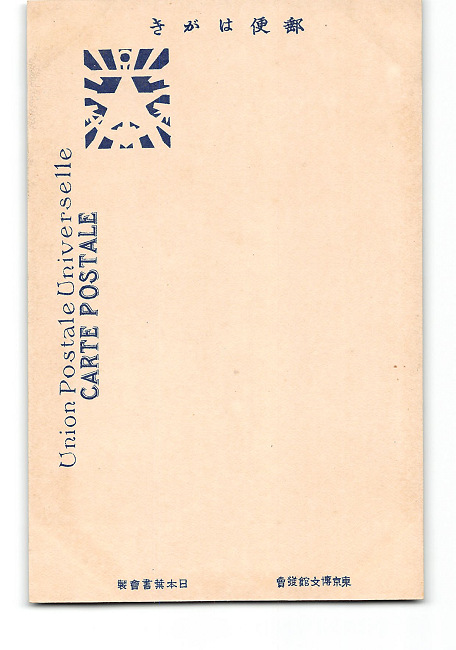 郵便はがき
Union Postale Universelle
CARTE POSTALE
東京博文館發賣
日本葉書會製